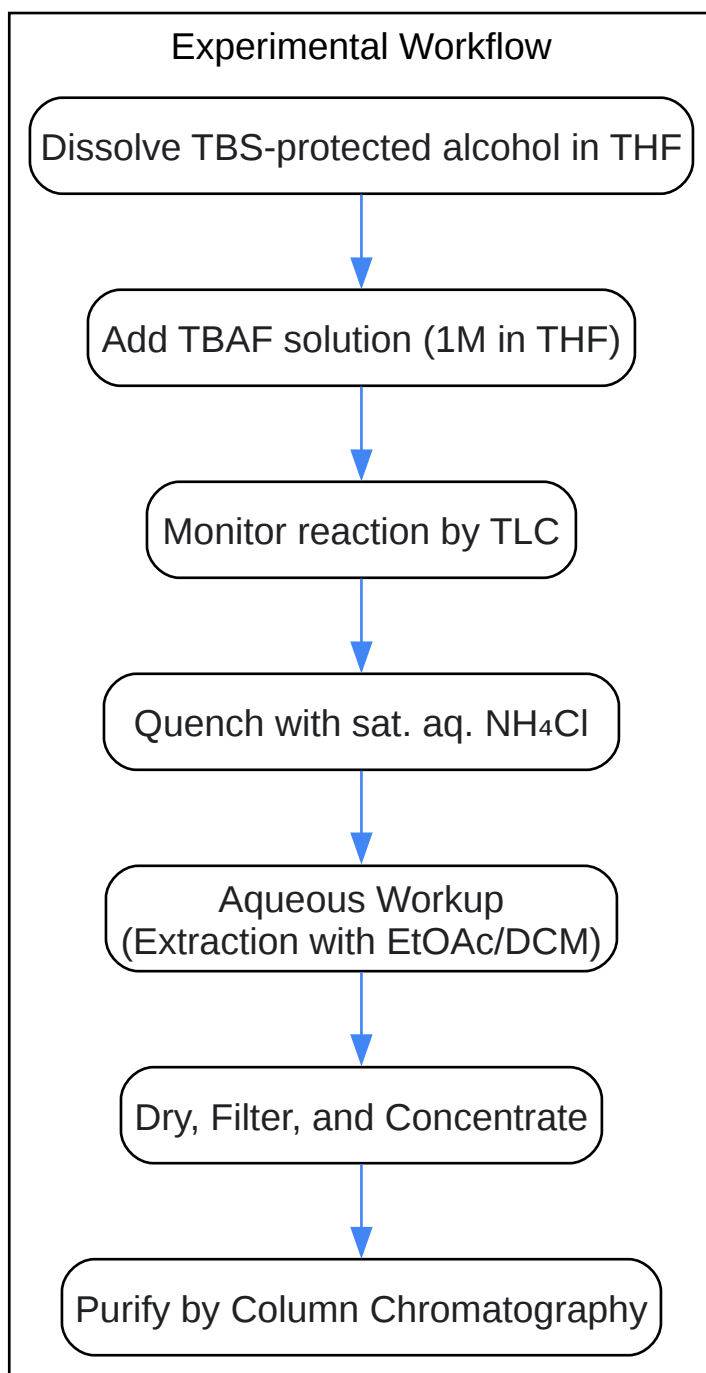 Experimental Workflow
Dissolve TBS-protected alcohol in THF
Add TBAF solution (1M in THF)
Monitor reaction by TLC
Quench with sat. aq. NH₄Cl
Aqueous Workup
(Extraction with EtOAc/DCM)
Dry, Filter, and Concentrate
Purify by Column Chromatography